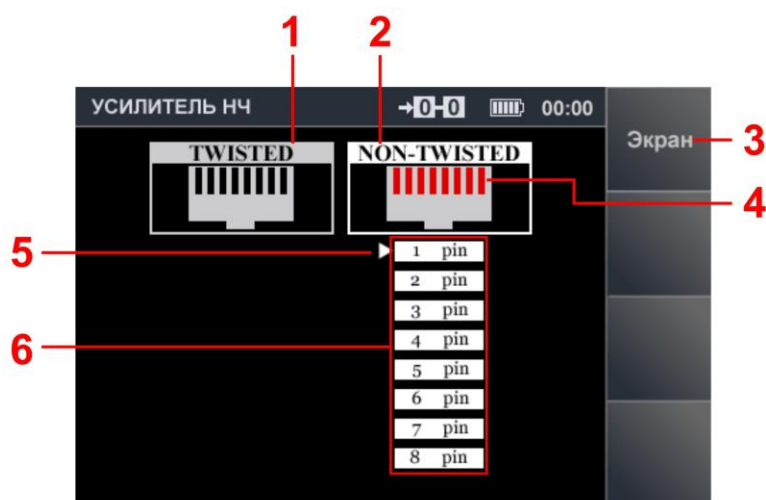 1 2
УСИЛИТЕЛЬ НЧ →0-0 00:00
Экран 3
TWISTED NON-TWISTED
4
5 1 pin
2 pin
3 pin
6 4 pin
5 pin
6 pin
7 pin
8 pin